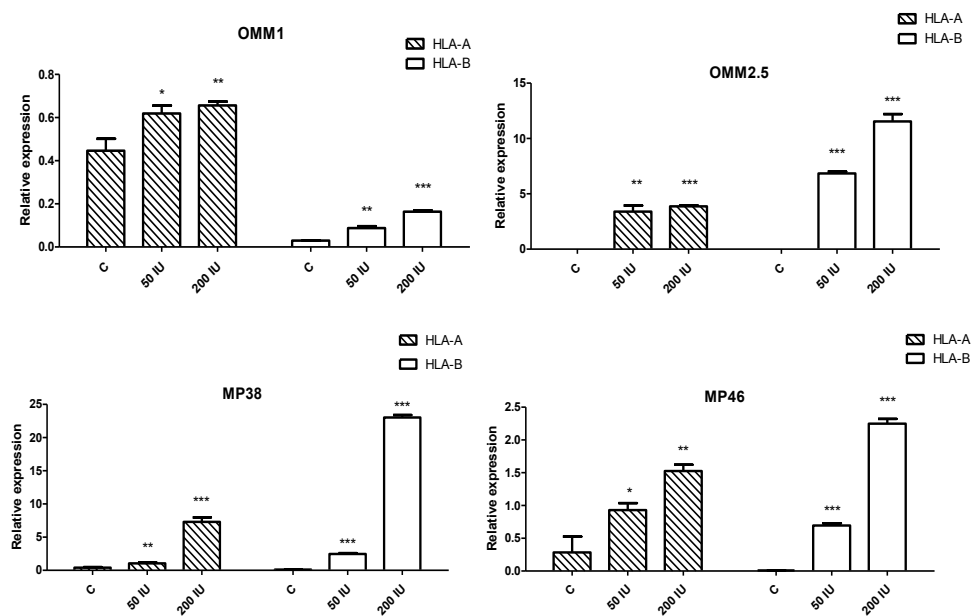 OMM1
HLA-A
HLA-B
Relative expression
0.8
0.6
0.4
0.2
0.0
*
**
**
***
C
50 IU
200 IU
C
50 IU
200 IU
HLA-A
HLA-B
OMM2.5
Relative expression
15
10
5
0
**
***
***
***
C
50 IU
200 IU
C
50 IU
200 IU
HLA-A
HLA-B
MP38
Relative expression
25
20
15
10
5
0
**
***
***
***
C
50 IU
200 IU
C
50 IU
200 IU
HLA-A
HLA-B
MP46
Relative expression
2.5
2.0
1.5
1.0
0.5
0.0
*
**
***
***
C
50 IU
200 IU
C
50 IU
200 IU